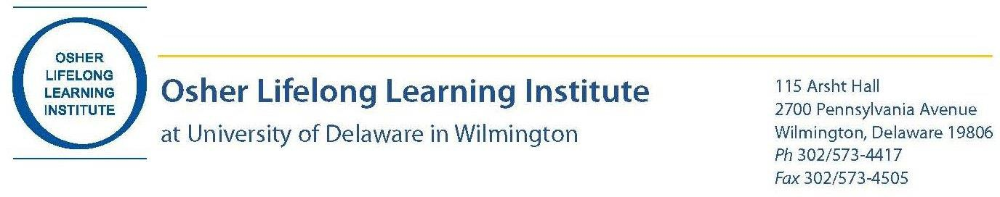 OSHER
LIFELONG
LEARNING
INSTITUTE
Osher Lifelong Learning Institute
at University of Delaware in Wilmington
115 Arsht Hall
2700 Pennsylvania Avenue
Wilmington, Delaware 19806
Ph 302/573-4417
Fax 302/573-4505